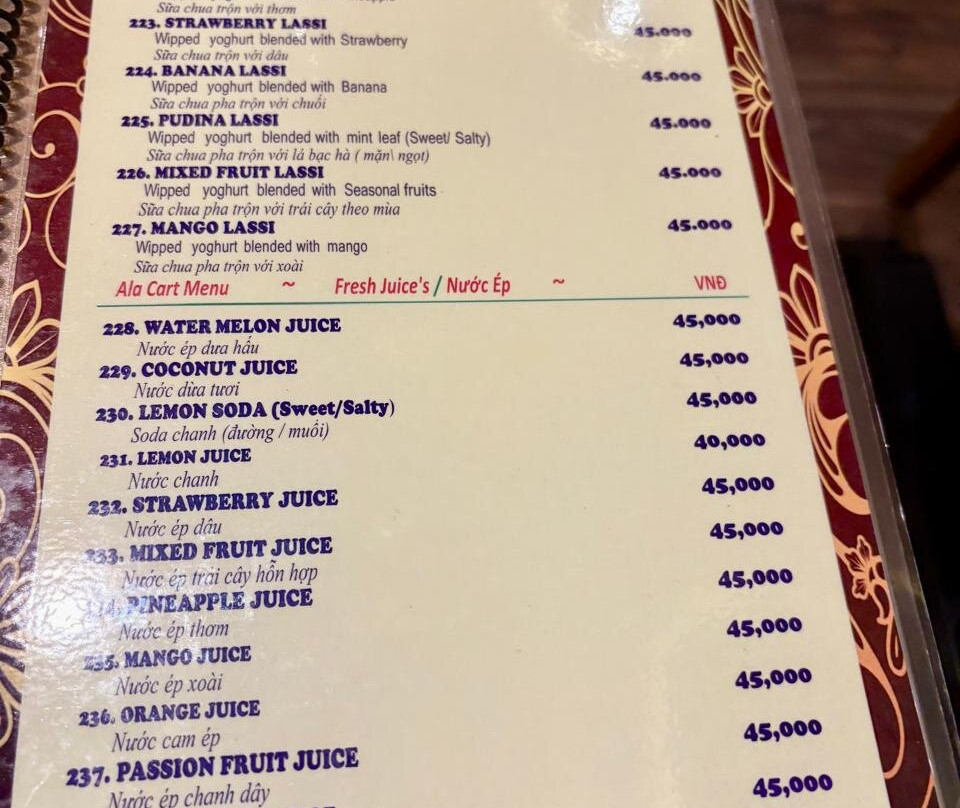 Sữa chua trộn với thơm
223. STRAWBERRY LASSI 45.000
Wipped yoghurt blended with Strawberry
Sữa chua trộn với dâu
224. BANANA LASSI 45.000
Wipped yoghurt blended with Banana
Sữa chua pha trộn với chuối
225. PUDINA LASSI 45.000
Wipped yoghurt blended with mint leaf (Sweet/ Salty)
Sữa chua pha trộn với lá bạc hà ( mặn\ ngọt)
226. MIXED FRUIT LASSI 45.000
Wipped yoghurt blended with Seasonal fruits
Sữa chua pha trộn với trái cây theo mùa
227. MANGO LASSI 45.000
Wipped yoghurt blended with mango
Sữa chua pha trộn với xoài
Ala Cart Menu ~ Fresh Juice's / Nước Ép ~ VNĐ
228. WATER MELON JUICE 45,000
Nước ép dưa hấu
229. COCONUT JUICE 45,000
Nước dừa tươi
230. LEMON SODA (Sweet/Salty) 45,000
Soda chanh (đường / muối)
231. LEMON JUICE 40,000
Nước chanh
232. STRAWBERRY JUICE 45,000
Nước ép dâu
233. MIXED FRUIT JUICE 45,000
Nước ép trái cây hỗn hợp
PINEAPPLE JUICE 45,000
Nước ép thơm
235. MANGO JUICE 45,000
Nước ép xoài
236. ORANGE JUICE 45,000
Nước cam ép
237. PASSION FRUIT JUICE 45,000
Nước ép chanh dây 45,000